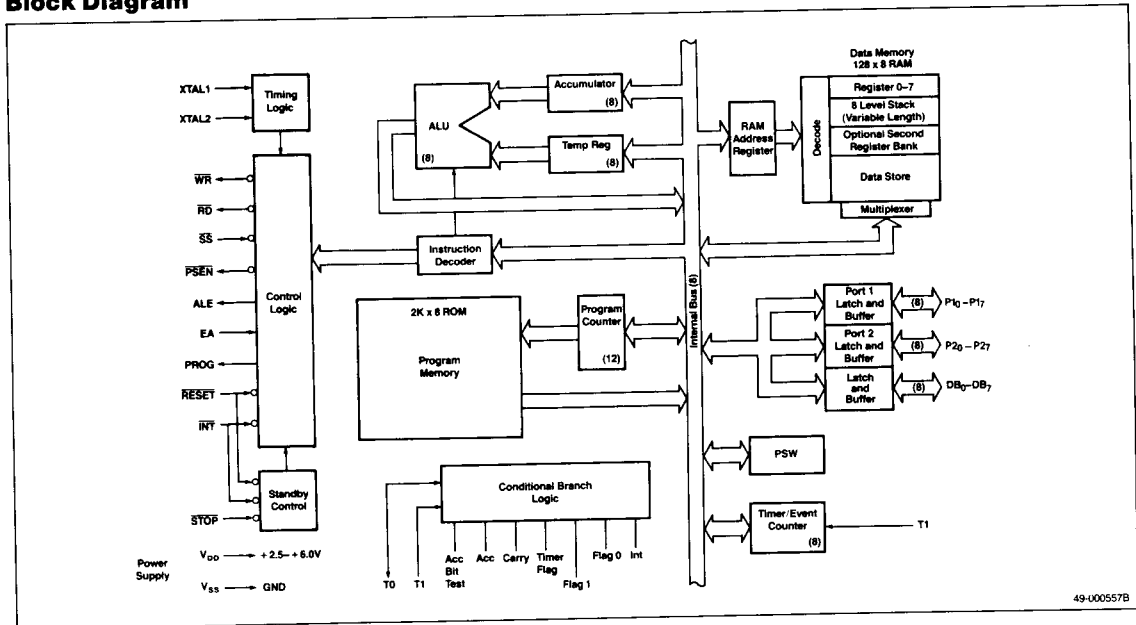 Block Diagram
XTAL1
XTAL2
Timing
Logic
WR
RD
SS
PSEN
ALE
EA
PROG
RESET
INT
STOP
Control
Logic
Standby
Control
Power
Supply
VDD
+2.5–+6.0V
VSS
GND
ALU
(8)
Accumulator
(8)
Temp Reg
(8)
Instruction
Decoder
2K x 8 ROM
Program
Memory
Program
Counter
(12)
Conditional Branch
Logic
T0
T1
Acc
Bit
Test
Acc
Carry
Timer
Flag
Flag 1
Flag 0
Int
Internal Bus (8)
RAM
Address
Register
Data Memory
128 x 8 RAM
Decode
Register 0–7
8 Level Stack
(Variable Length)
Optional Second
Register Bank
Data Store
Multiplexer
Port 1
Latch and
Buffer
(8)
P10–P17
Port 2
Latch and
Buffer
(8)
P20–P27
Latch
and
Buffer
(8)
DB0–DB7
PSW
Timer/Event
Counter
(8)
T1
49-000557B